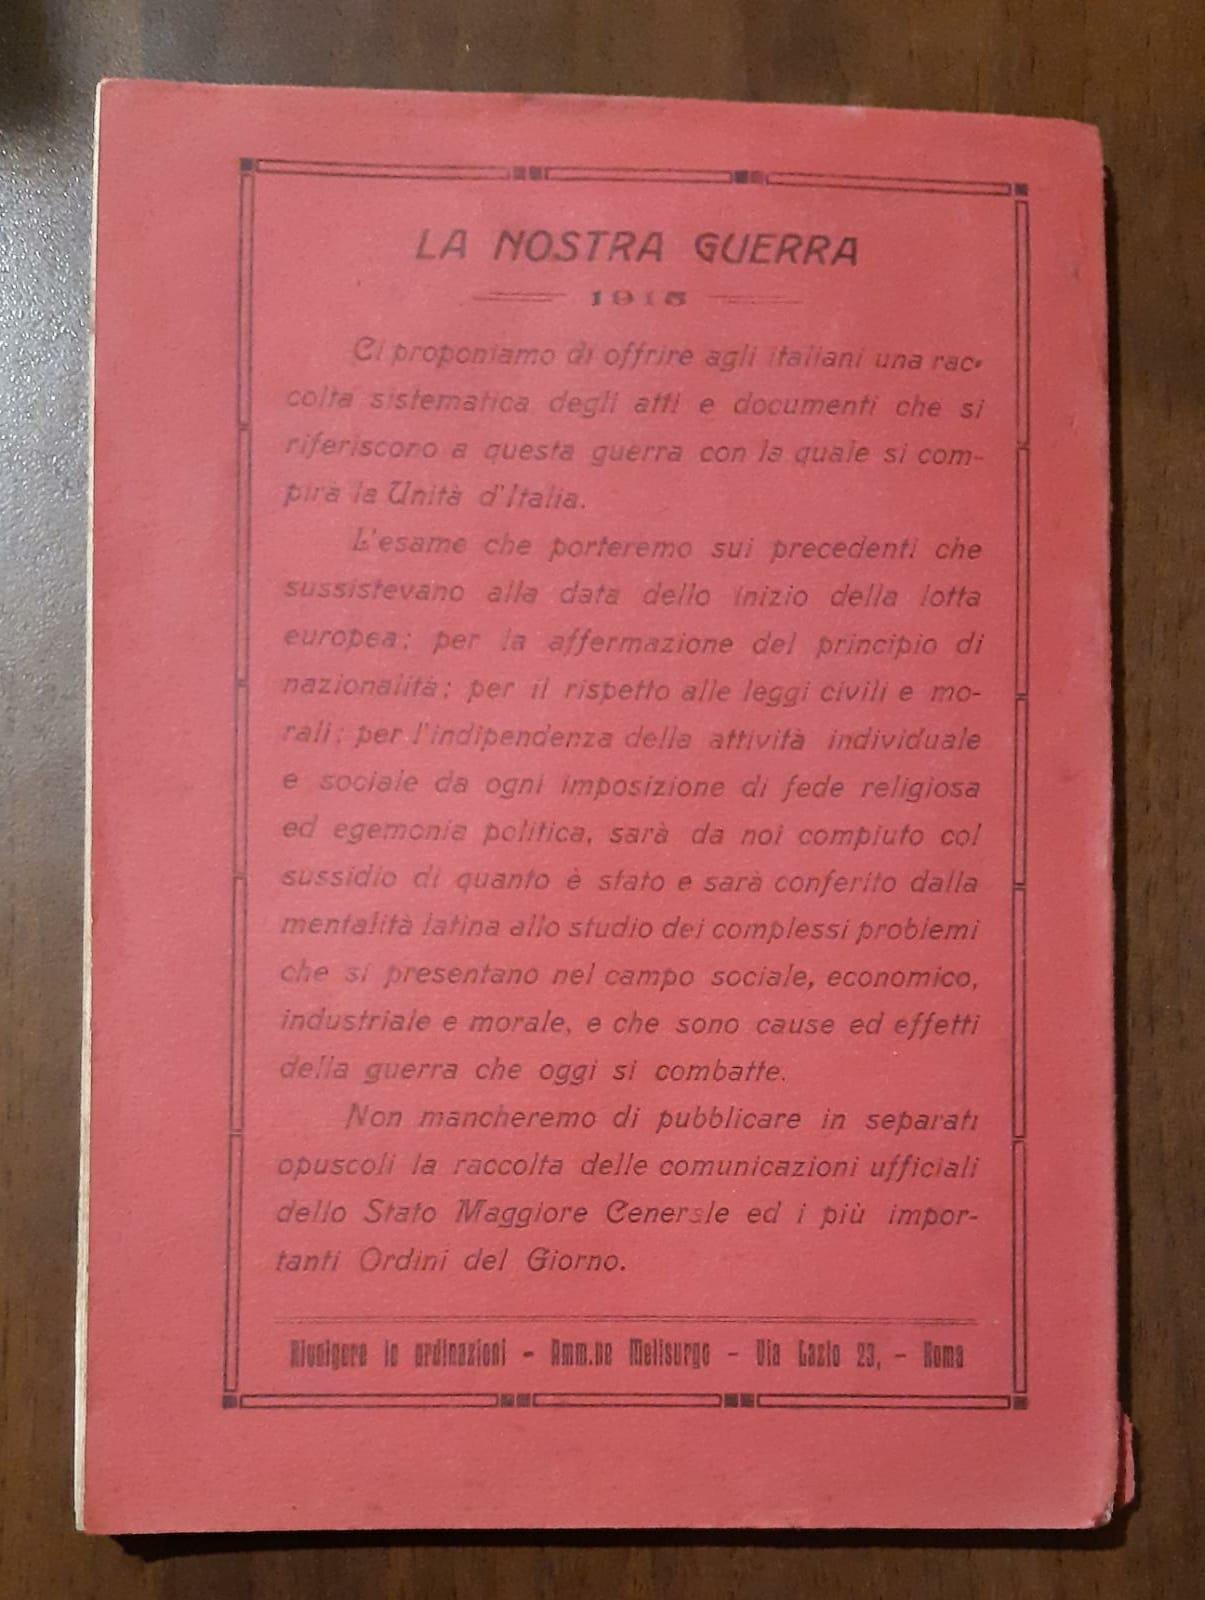 LA NOSTRA GUERRA
1915
Ci proponiamo di offrire agli italiani una rac-
colta sistematica degli atti e documenti che si
riferiscono a questa guerra con la quale si com-
pirà la Unità d'Italia.
L'esame che porteremo sui precedenti che
sussistevano alla data dello inizio della lotta
europea; per la affermazione del principio di
nazionalità; per il rispetto alle leggi civili e mo-
rali; per l'indipendenza della attività individuale
e sociale da ogni imposizione di fede religiosa
ed egemonia politica, sarà da noi compiuto col
sussidio di quanto è stato e sarà conferito dalla
mentalità latina allo studio dei complessi problemi
che si presentano nel campo sociale, economico,
industriale e morale, e che sono cause ed effetti
della guerra che oggi si combatte.
Non mancheremo di pubblicare in separati
opuscoli la raccolta delle comunicazioni ufficiali
dello Stato Maggiore Generale ed i più impor-
tanti Ordini del Giorno.
Rivolgere le ordinazioni - Amm.ne Melisurgo - Via Lazio 23, - Roma